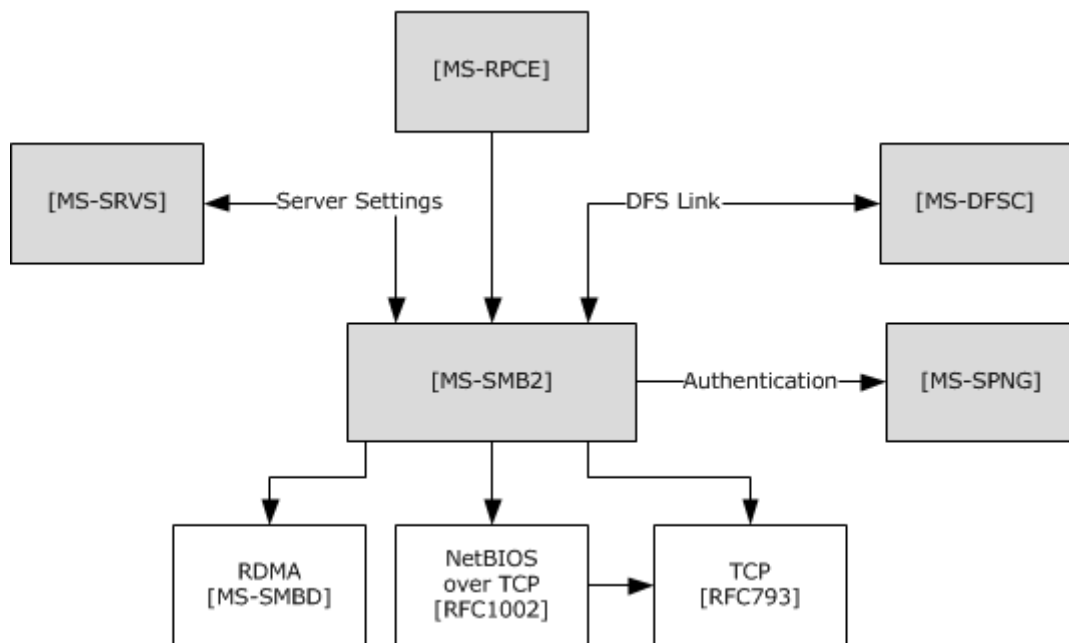 [MS-RPCE]
[MS-SRVS]
Server Settings
DFS Link
[MS-DFSC]
[MS-SMB2]
Authentication
[MS-SPNG]
RDMA
[MS-SMBD]
NetBIOS
over TCP
[RFC1002]
TCP
[RFC793]